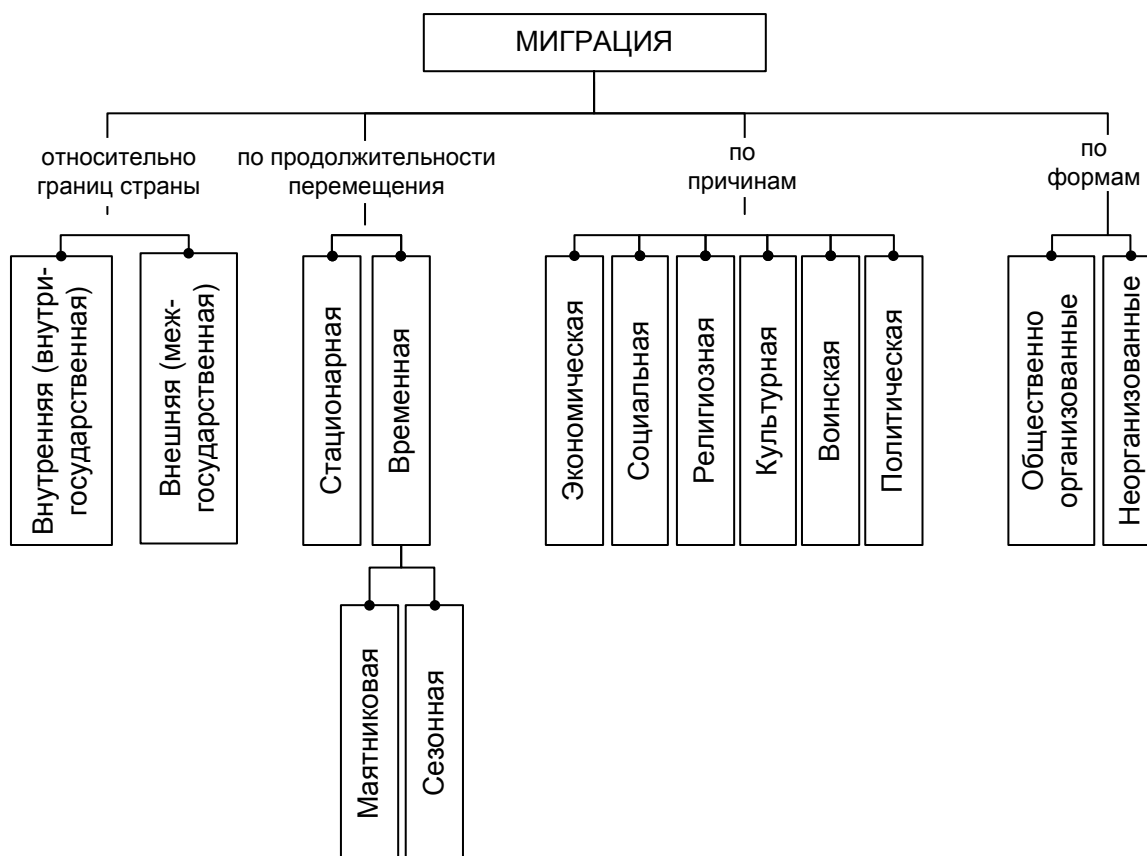 МИГРАЦИЯ
относительно
границ страны
по продолжительности
перемещения
по
причинам
по
формам
Внутренняя (внутри-
государственная)
Внешняя (меж-
государственная)
Стационарная
Временная
Экономическая
Социальная
Религиозная
Культурная
Воинская
Политическая
Общественно
организованные
Неорганизованные
Маятниковая
Сезонная